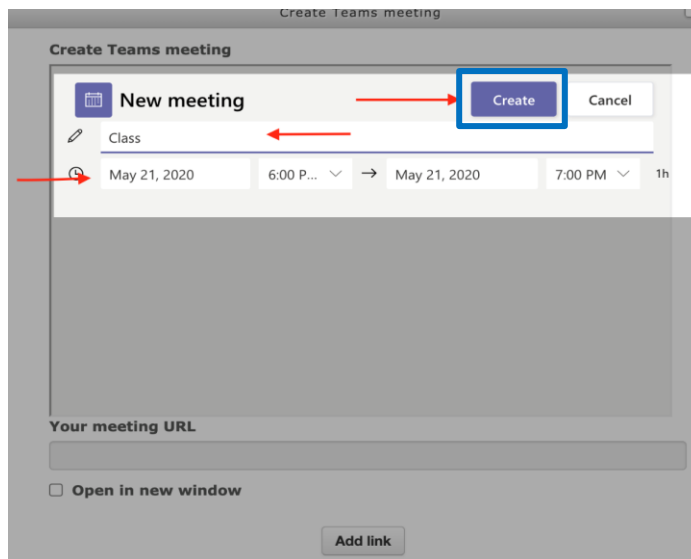 Create Teams meeting
Create Teams meeting
New meeting
Create
Cancel
Class
May 21, 2020 6:00 P... → May 21, 2020 7:00 PM 1h
Your meeting URL
Open in new window
Add link